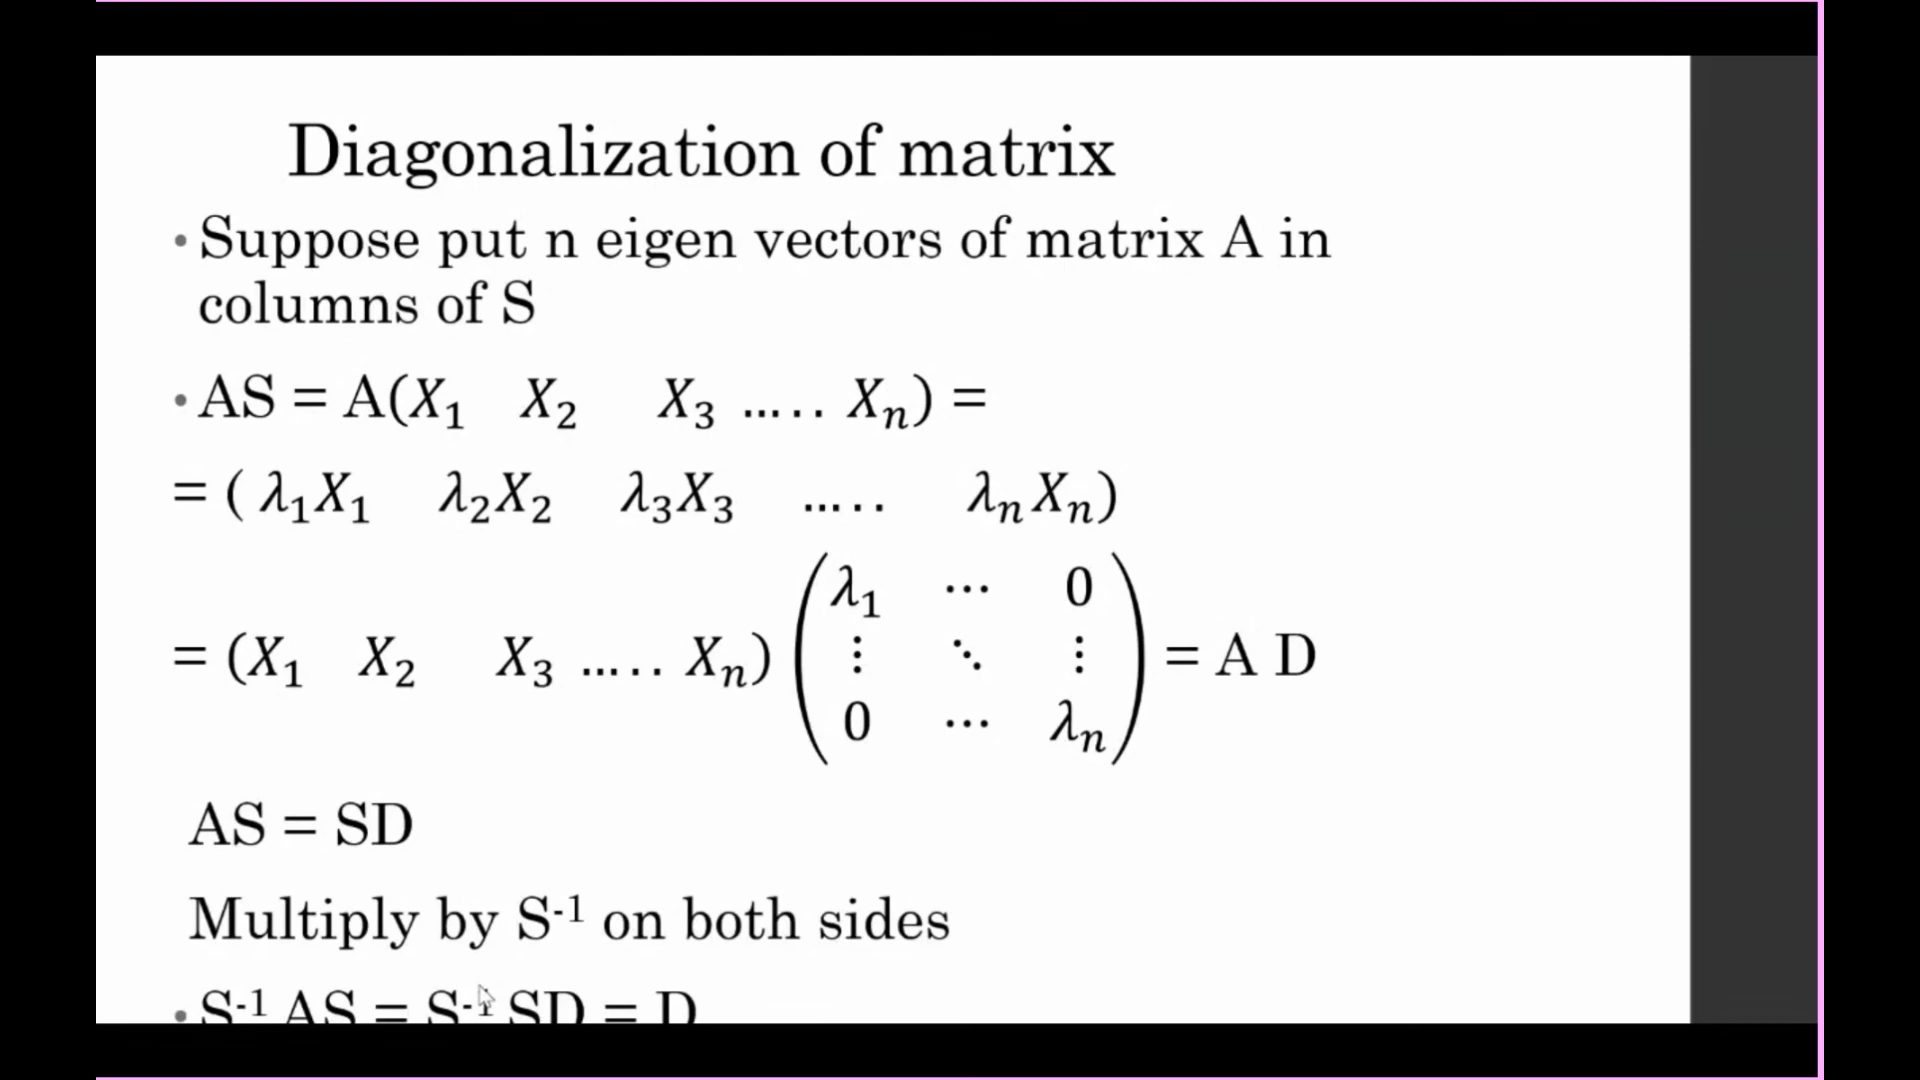 Diagonalization of matrix
• Suppose put n eigen vectors of matrix A in
columns of S
• AS = A(X₁ X₂ X₃ ….. Xₙ) =
= ( λ₁X₁ λ₂X₂ λ₃X₃ ….. λₙXₙ)
= (X₁ X₂ X₃ ….. Xₙ) (λ₁ ⋯ 0 ⋮ ⋱ ⋮ 0 ⋯ λₙ) = A D
AS = SD
Multiply by S⁻¹ on both sides
• S⁻¹ AS = S⁻¹ SD = D